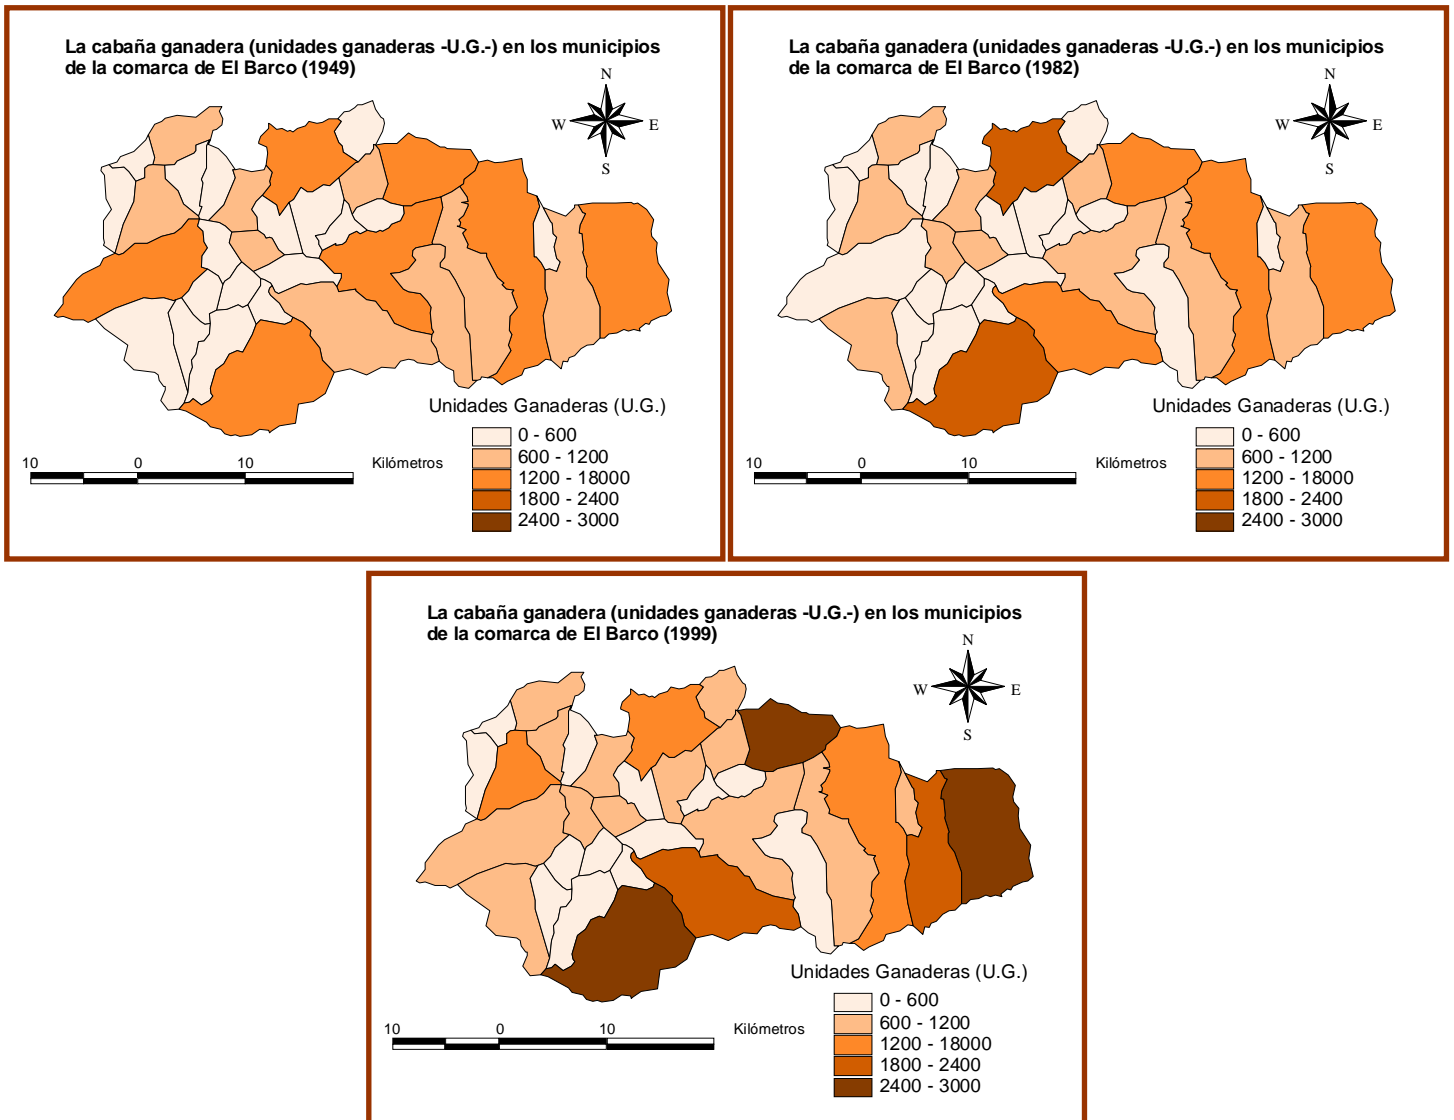 La cabaña ganadera (unidades ganaderas -U.G.-) en los municipios
de la comarca de El Barco (1949)
N
W
E
S
Unidades Ganaderas (U.G.)
0 - 600
600 - 1200
1200 - 18000
1800 - 2400
2400 - 3000
10 0 10 Kilómetros
La cabaña ganadera (unidades ganaderas -U.G.-) en los municipios
de la comarca de El Barco (1982)
N
W
E
S
Unidades Ganaderas (U.G.)
0 - 600
600 - 1200
1200 - 18000
1800 - 2400
2400 - 3000
10 0 10 Kilómetros
La cabaña ganadera (unidades ganaderas -U.G.-) en los municipios
de la comarca de El Barco (1999)
N
W
E
S
Unidades Ganaderas (U.G.)
0 - 600
600 - 1200
1200 - 18000
1800 - 2400
2400 - 3000
10 0 10 Kilómetros